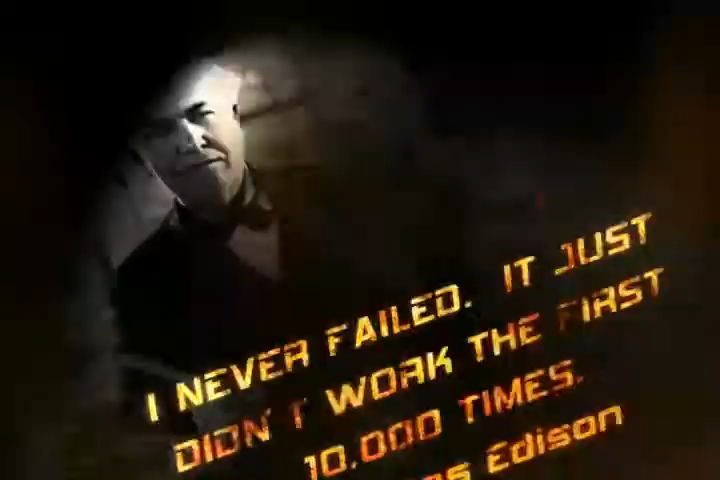 I NEVER FAILED. IT JUST
DIDN'T WORK THE FIRST
10,000 TIMES.
Edison